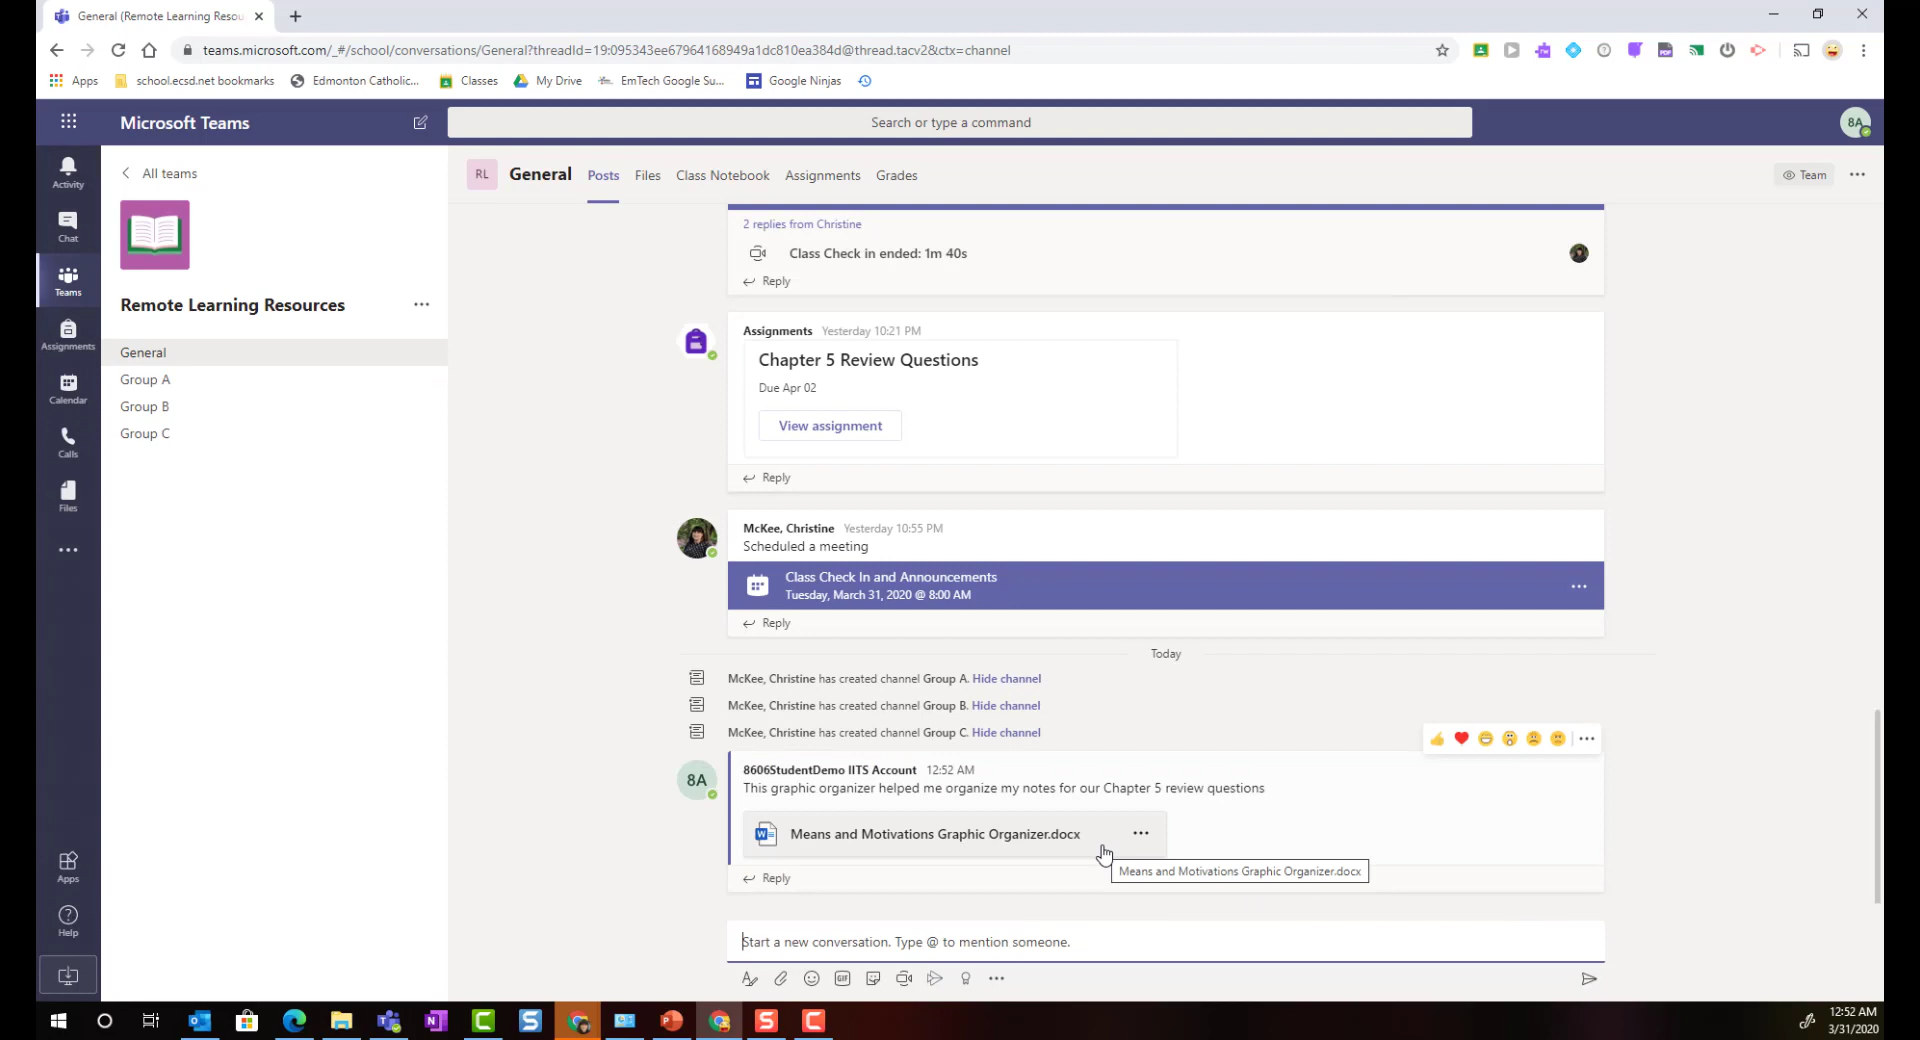 General (Remote Learning Resou
teams.microsoft.com/_#/school/conversations/General?threadId=19:095343ee67964168949a1dc810ea384d@thread.tacv2&ctx=channel
Apps
school.ecsd.net bookmarks
Edmonton Catholic...
Classes
My Drive
EmTech Google Su...
Google Ninjas
Microsoft Teams
Search or type a command
8A
Activity
Chat
Teams
Assignments
Calendar
Calls
Files
Apps
Help
All teams
Remote Learning Resources
General
Group A
Group B
Group C
RL
General
Posts
Files
Class Notebook
Assignments
Grades
Team
2 replies from Christine
Class Check in ended: 1m 40s
Reply
Assignments Yesterday 10:21 PM
Chapter 5 Review Questions
Due Apr 02
View assignment
Reply
McKee, Christine Yesterday 10:55 PM
Scheduled a meeting
Class Check In and Announcements
Tuesday, March 31, 2020 @ 8:00 AM
Reply
Today
McKee, Christine has created channel Group A. Hide channel
McKee, Christine has created channel Group B. Hide channel
McKee, Christine has created channel Group C. Hide channel
8A
8606StudentDemo IITS Account 12:52 AM
This graphic organizer helped me organize my notes for our Chapter 5 review questions
Means and Motivations Graphic Organizer.docx
Means and Motivations Graphic Organizer.docx
Reply
Start a new conversation. Type @ to mention someone.
GIF
12:52 AM
3/31/2020